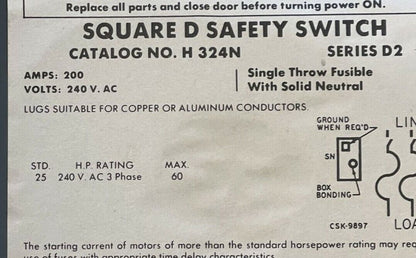 Replace all parts and close door before turning power ON.
SQUARE D SAFETY SWITCH
CATALOG NO. H 324N SERIES D2
AMPS: 200
VOLTS: 240 V. AC
Single Throw Fusible
With Solid Neutral
LUGS SUITABLE FOR COPPER OR ALUMINUM CONDUCTORS
GROUND
WHEN REQ'D
LIN
SN
STD. H.P. RATING MAX.
25 240 V. AC 3 Phase 60
BOX
BONDING
CSK-9897
LOA
The starting current of motors of more than the standard horsepower rating may req
use of fuses with appropriate time delay characteristics.